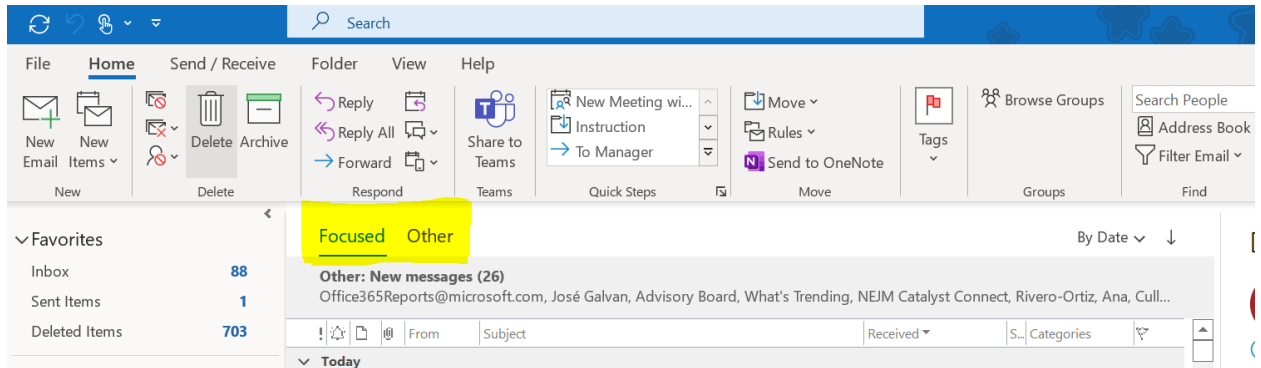 Search
File Home Send / Receive Folder View Help
New Email
New Items
Delete
Archive
Reply
Reply All
Forward
Share to Teams
New Meeting wi...
Instruction
To Manager
Move
Rules
Send to OneNote
Tags
Browse Groups
Search People
Address Book
Filter Email
New Delete Respond Teams Quick Steps Move Groups Find
Favorites
Inbox 88
Sent Items 1
Deleted Items 703
Focused Other By Date
Other: New messages (26)
Office365Reports@microsoft.com, José Galvan, Advisory Board, What's Trending, NEJM Catalyst Connect, Rivero-Ortiz, Ana, Cull...
! From Subject Received S... Categories
Today